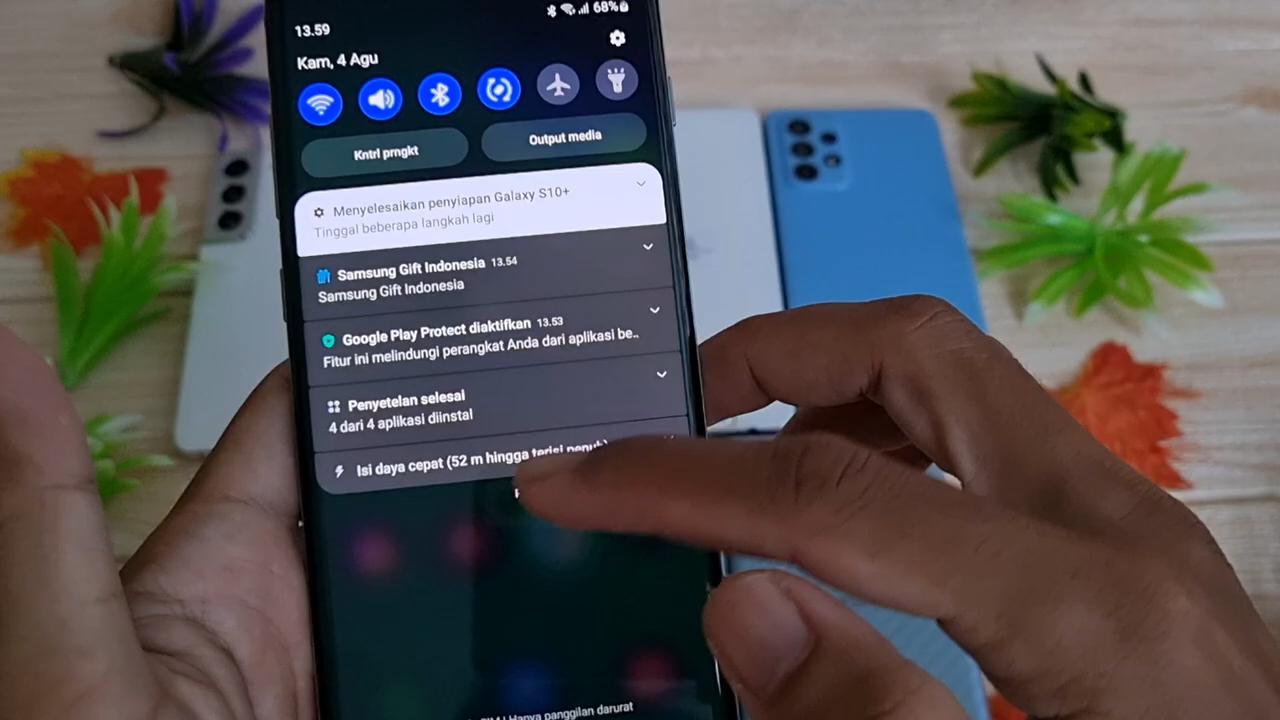 13.59
68%
Kam, 4 Agu
Kntrl prngkt
Output media
Menyelesaikan penyiapan Galaxy S10+
Tinggal beberapa langkah lagi
Samsung Gift Indonesia 13.54
Samsung Gift Indonesia
Google Play Protect diaktifkan 13.53
Fitur ini melindungi perangkat Anda dari aplikasi be..
Penyetelan selesai
4 dari 4 aplikasi diinstal
Isi daya cepat (52 m hingga terisi penuh)
Hanya panggilan darurat